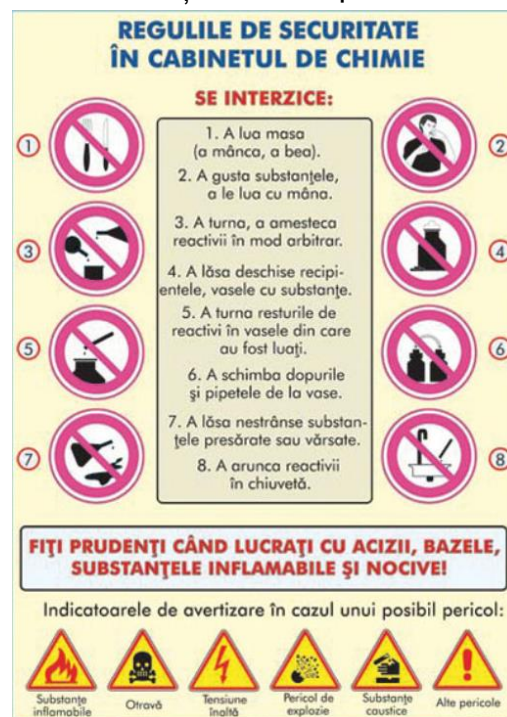 REGULILE DE SECURITATE
ÎN CABINETUL DE CHIMIE
SE INTERZICE:
1. A lua masa
(a mânca, a bea).
2. A gusta substanțele,
a le lua cu mâna.
3. A turna, a amesteca
reactivii în mod arbitrar.
4. A lăsa deschise recipi-
entele, vasele cu substanțe.
5. A turna resturile de
reactivi în vasele din care
au fost luați.
6. A schimba dopurile
și pipetele de la vase.
7. A lăsa nestrânse substan-
țele presărate sau vărsate.
8. A arunca reactivii
în chiuvetă.
1
2
3
4
5
6
7
8
FIȚI PRUDENȚI CÂND LUCRAȚI CU ACIZII, BAZELE,
SUBSTANȚELE INFLAMABILE ȘI NOCIVE!
Indicatoarele de avertizare în cazul unui posibil pericol:
Substanțe
inflamabile
Otravă
Tensiune
înaltă
Pericol de
explozie
Substanțe
caustice
Alte pericole